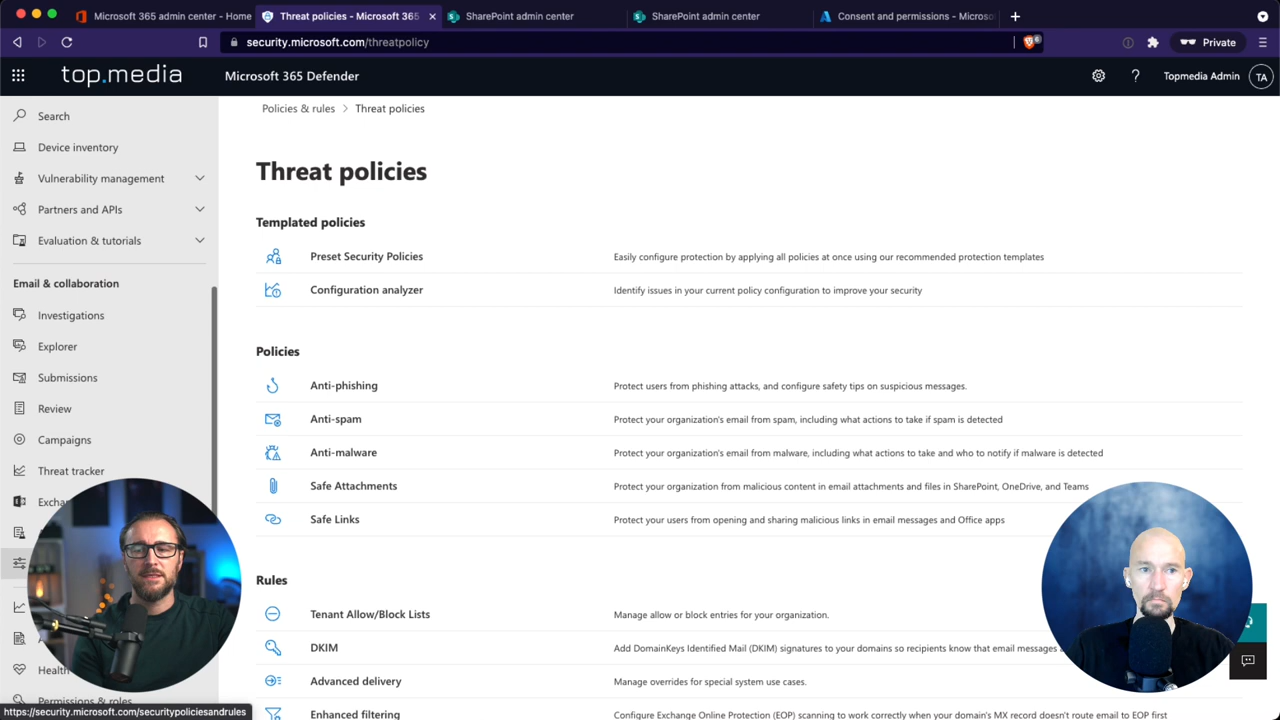 Microsoft 365 admin center - Home
Threat policies - Microsoft 365
SharePoint admin center
SharePoint admin center
Consent and permissions - Microso
security.microsoft.com/threatpolicy
6
Private
top.media
Microsoft 365 Defender
?
Topmedia Admin
TA
Search
Device inventory
Vulnerability management
Partners and APIs
Evaluation & tutorials
Email & collaboration
Investigations
Explorer
Submissions
Review
Campaigns
Threat tracker
Excha
A
Health
Permissions & roles
Policies & rules > Threat policies
Threat policies
Templated policies
Preset Security Policies
Easily configure protection by applying all policies at once using our recommended protection templates
Configuration analyzer
Identify issues in your current policy configuration to improve your security
Policies
Anti-phishing
Protect users from phishing attacks, and configure safety tips on suspicious messages.
Anti-spam
Protect your organization's email from spam, including what actions to take if spam is detected
Anti-malware
Protect your organization's email from malware, including what actions to take and who to notify if malware is detected
Safe Attachments
Protect your organization from malicious content in email attachments and files in SharePoint, OneDrive, and Teams
Safe Links
Protect your users from opening and sharing malicious links in email messages and Office apps
Rules
Tenant Allow/Block Lists
Manage allow or block entries for your organization.
DKIM
Add DomainKeys Identified Mail (DKIM) signatures to your domains so recipients know that email messages
Advanced delivery
Manage overrides for special system use cases.
Enhanced filtering
Configure Exchange Online Protection (EOP) scanning to work correctly when your domain's MX record doesn't route email to EOP first
https://security.microsoft.com/securitypoliciesandrules